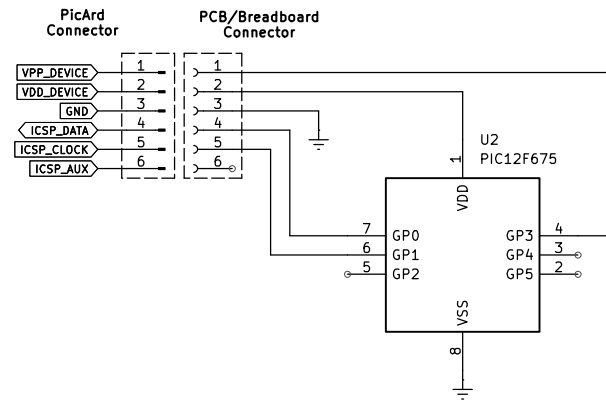 PicArd
Connector
PCB/Breadboard
Connector
VPP_DEVICE 1 1
VDD_DEVICE 2 2
GND 3 3
ICSP_DATA 4 4
ICSP_CLOCK 5 5
ICSP_AUX 6 6
U2
PIC12F675
1
VDD
7 GP0 GP3 4
6 GP1 GP4 3
5 GP2 GP5 2
VSS
8